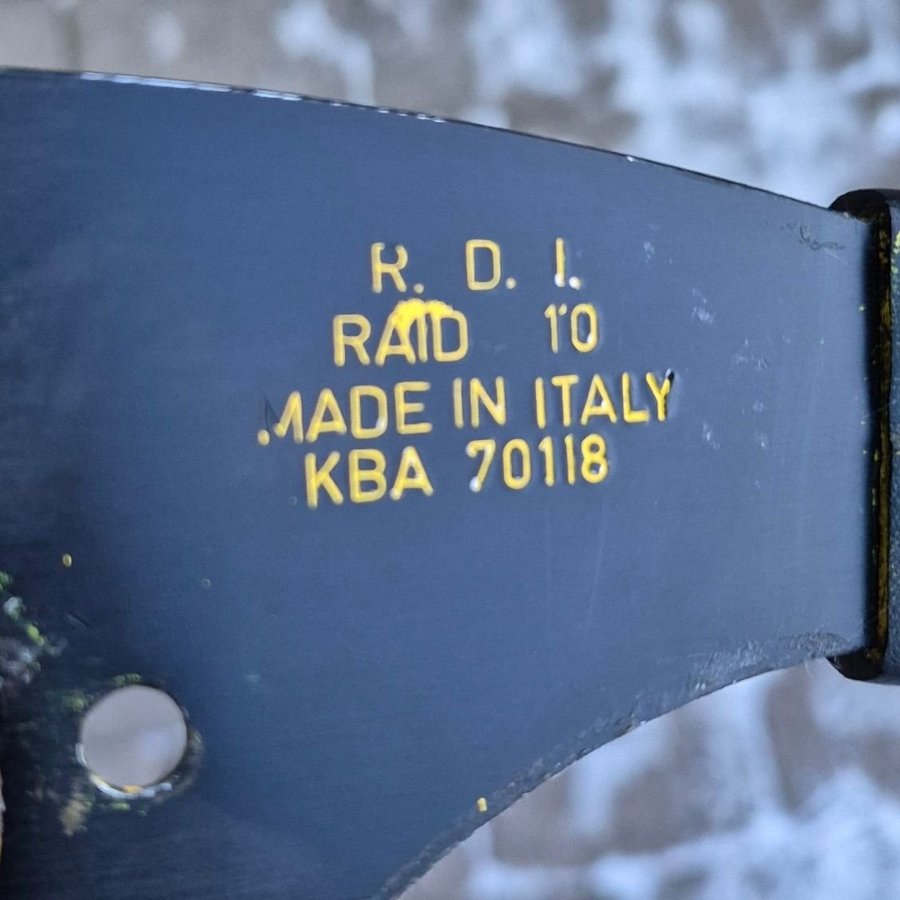 R. D. I.
RAID 10
MADE IN ITALY
KBA 70118